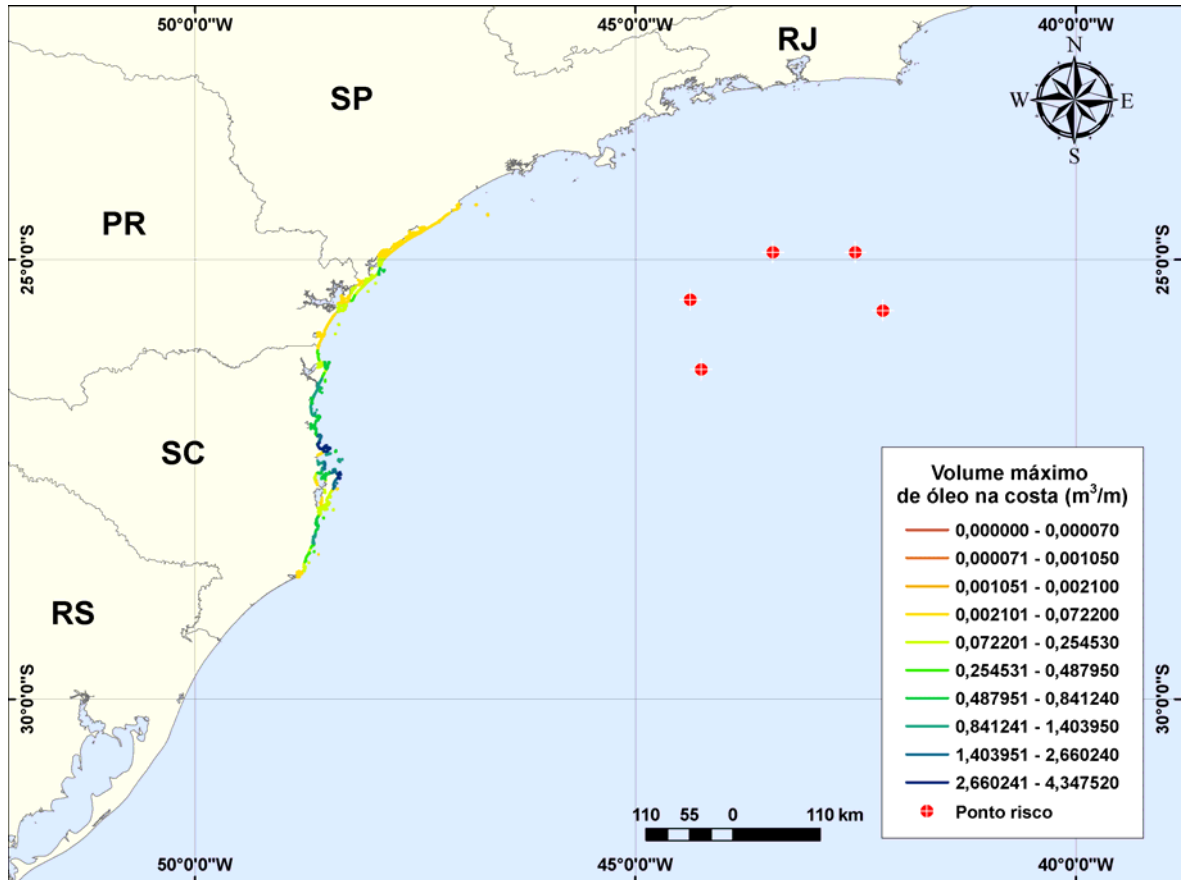 50°0'0"W
45°0'0"W
40°0'0"W
RJ
N
SP
W
E
S
PR
25°0'0"S
25°0'0"S
SC
Volume máximo
de óleo na costa (m³/m)
0,000000 - 0,000070
0,000071 - 0,001050
0,001051 - 0,002100
RS
0,002101 - 0,072200
0,072201 - 0,254530
0,254531 - 0,487950
30°0'0"S
30°0'0"S
0,487951 - 0,841240
0,841241 - 1,403950
1,403951 - 2,660240
2,660241 - 4,347520
Ponto risco
110 55 0 110 km
50°0'0"W
45°0'0"W
40°0'0"W